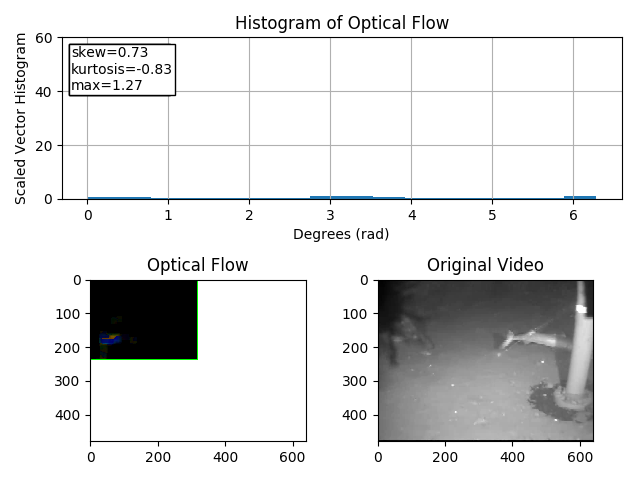 Histogram of Optical Flow
skew=0.73
kurtosis=-0.83
max=1.27
Scaled Vector Histogram
60
40
20
0
0 1 2 3 4 5 6
Degrees (rad)
Optical Flow
0
100
200
300
400
0 200 400 600
Original Video
0
100
200
300
400
0 200 400 600